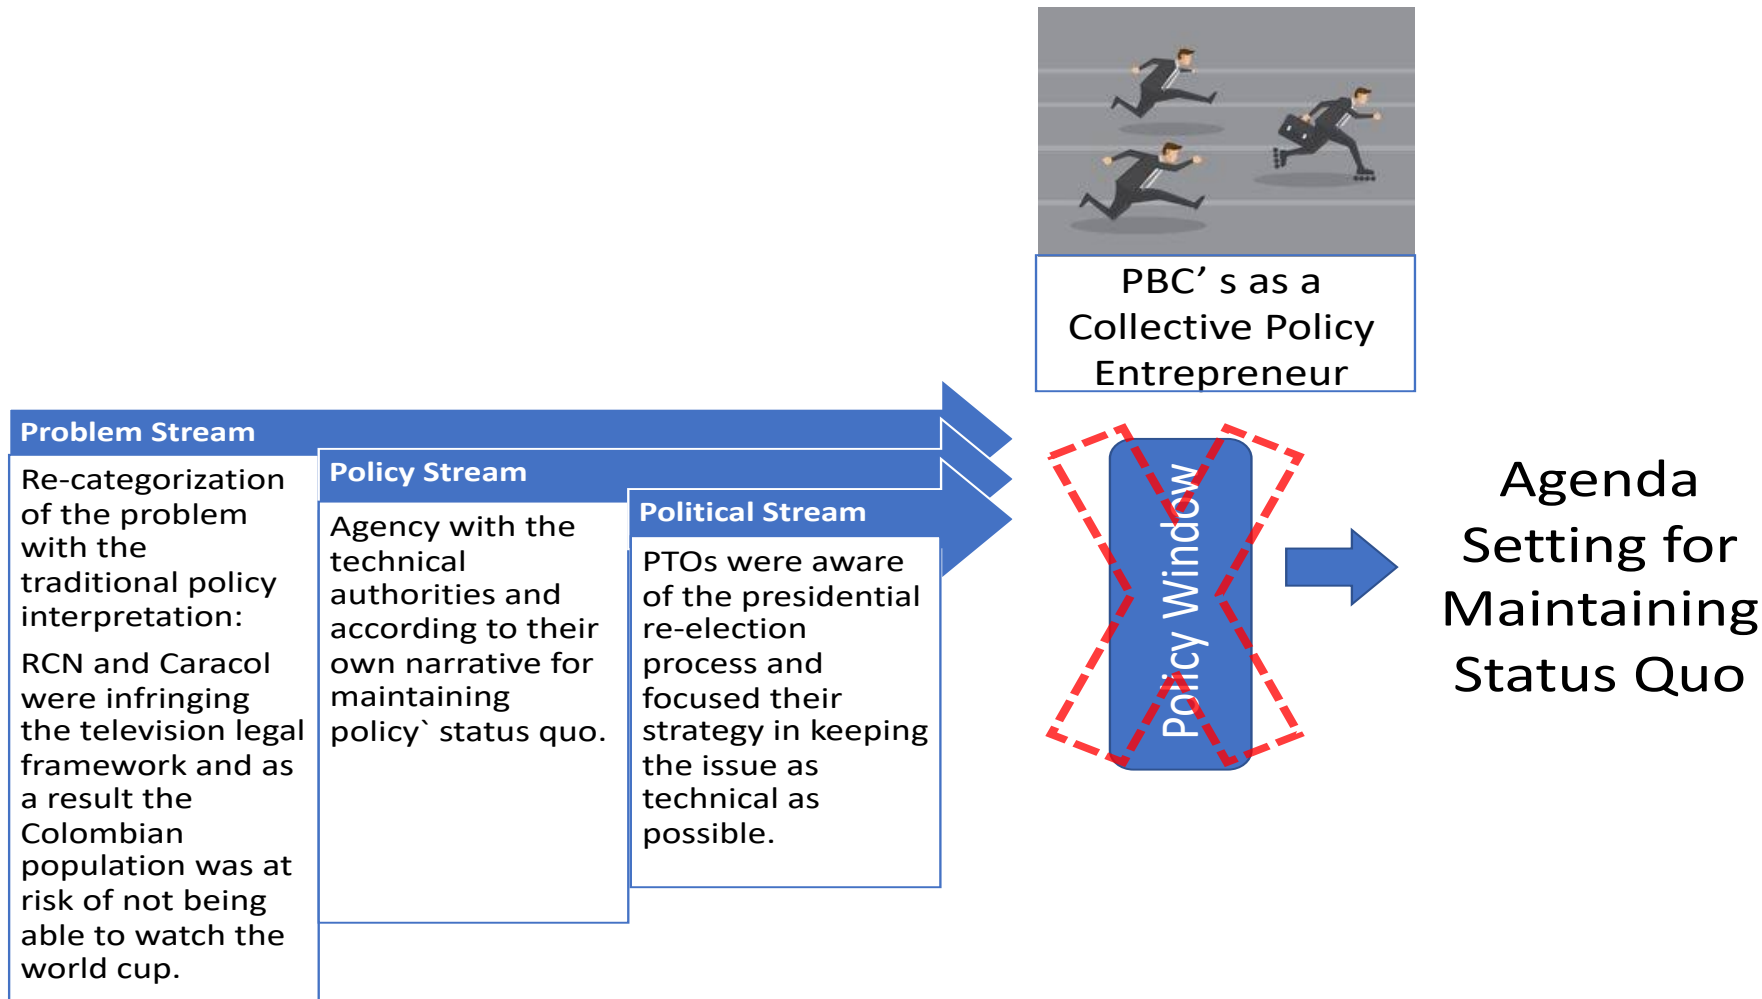 PBC’ s as a
Collective Policy
Entrepreneur
Problem Stream
Re-categorization
of the problem
with the
traditional policy
interpretation:
RCN and Caracol
were infringing
the television legal
framework and as
a result the
Colombian
population was at
risk of not being
able to watch the
world cup.
Policy Stream
Agency with the
technical
authorities and
according to their
own narrative for
maintaining
policy` status quo.
Political Stream
PTOs were aware
of the presidential
re-election
process and
focused their
strategy in keeping
the issue as
technical as
possible.
Policy Window
Agenda
Setting for
Maintaining
Status Quo